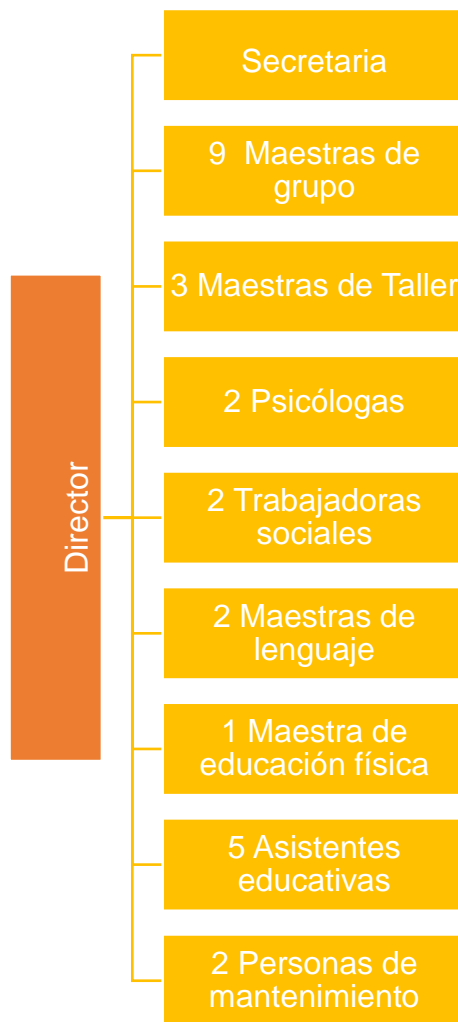 Director
Secretaria
9 Maestras de
grupo
3 Maestras de Taller
2 Psicólogas
2 Trabajadoras
sociales
2 Maestras de
lenguaje
1 Maestra de
educación física
5 Asistentes
educativas
2 Personas de
mantenimiento